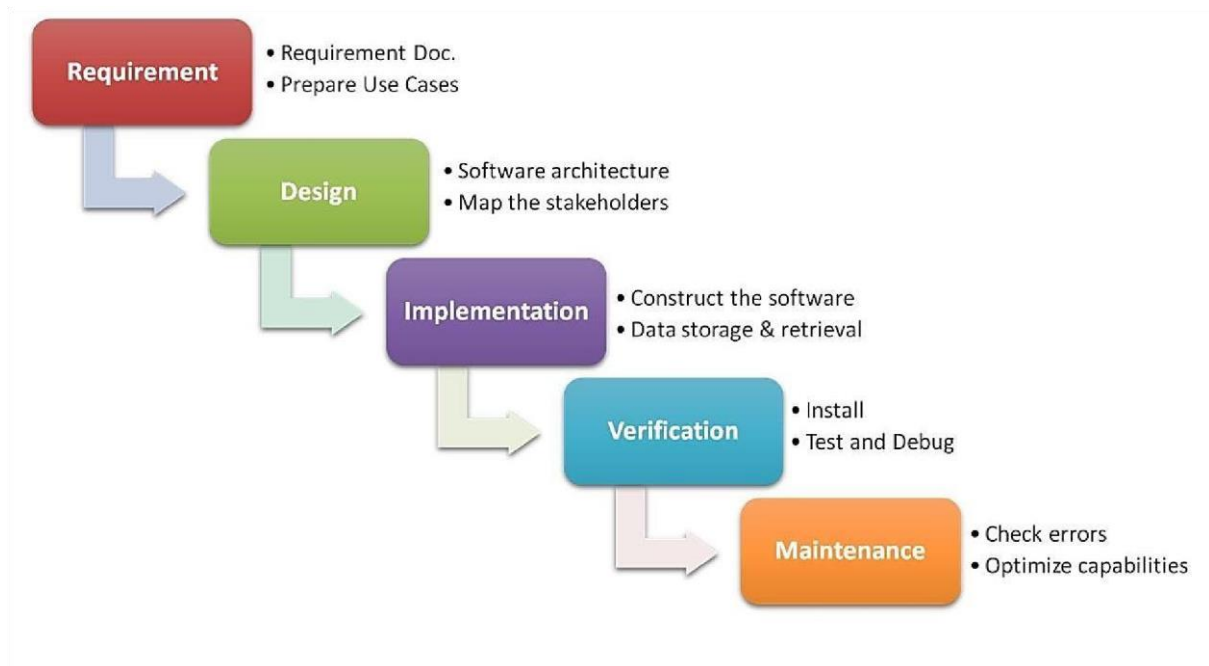 Requirement
• Requirement Doc.
• Prepare Use Cases
Design
• Software architecture
• Map the stakeholders
Implementation
• Construct the software
• Data storage & retrieval
Verification
• Install
• Test and Debug
Maintenance
• Check errors
• Optimize capabilities